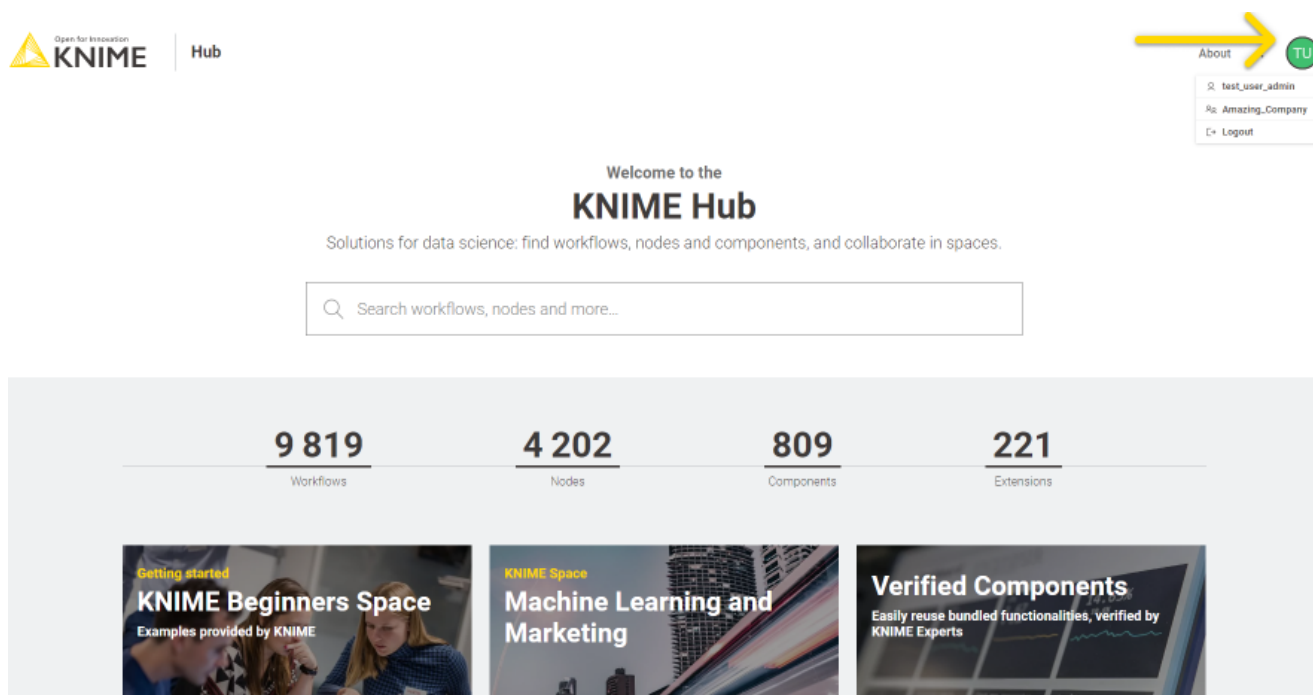 Open for Innovation
KNIME
Hub
About
TU
test_user_admin
Amazing_Company
Logout
Welcome to the
KNIME Hub
Solutions for data science: find workflows, nodes and components, and collaborate in spaces.
Search workflows, nodes and more...
9 819
4 202
809
221
Workflows
Nodes
Components
Extensions
Getting started
KNIME Beginners Space
Examples provided by KNIME
KNIME Space
Machine Learning and
Marketing
Verified Components
Easily reuse bundled functionalities, verified by
KNIME Experts